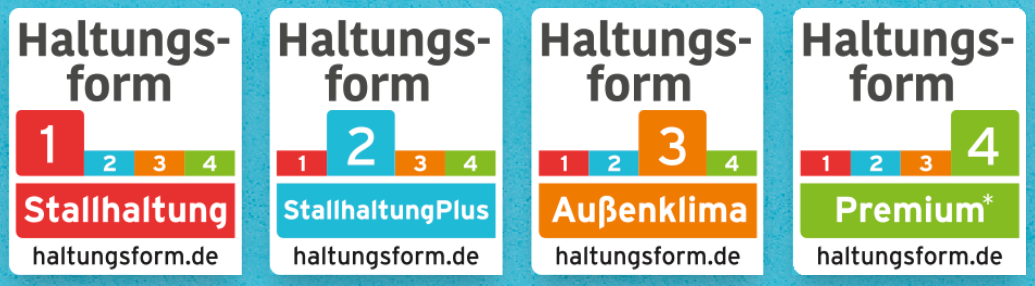 Haltungs-
form
1 2 3 4
Stallhaltung
haltungsform.de
Haltungs-
form
1 2 3 4
StallhaltungPlus
haltungsform.de
Haltungs-
form
1 2 3 4
Außenklima
haltungsform.de
Haltungs-
form
1 2 3 4
Premium*
haltungsform.de